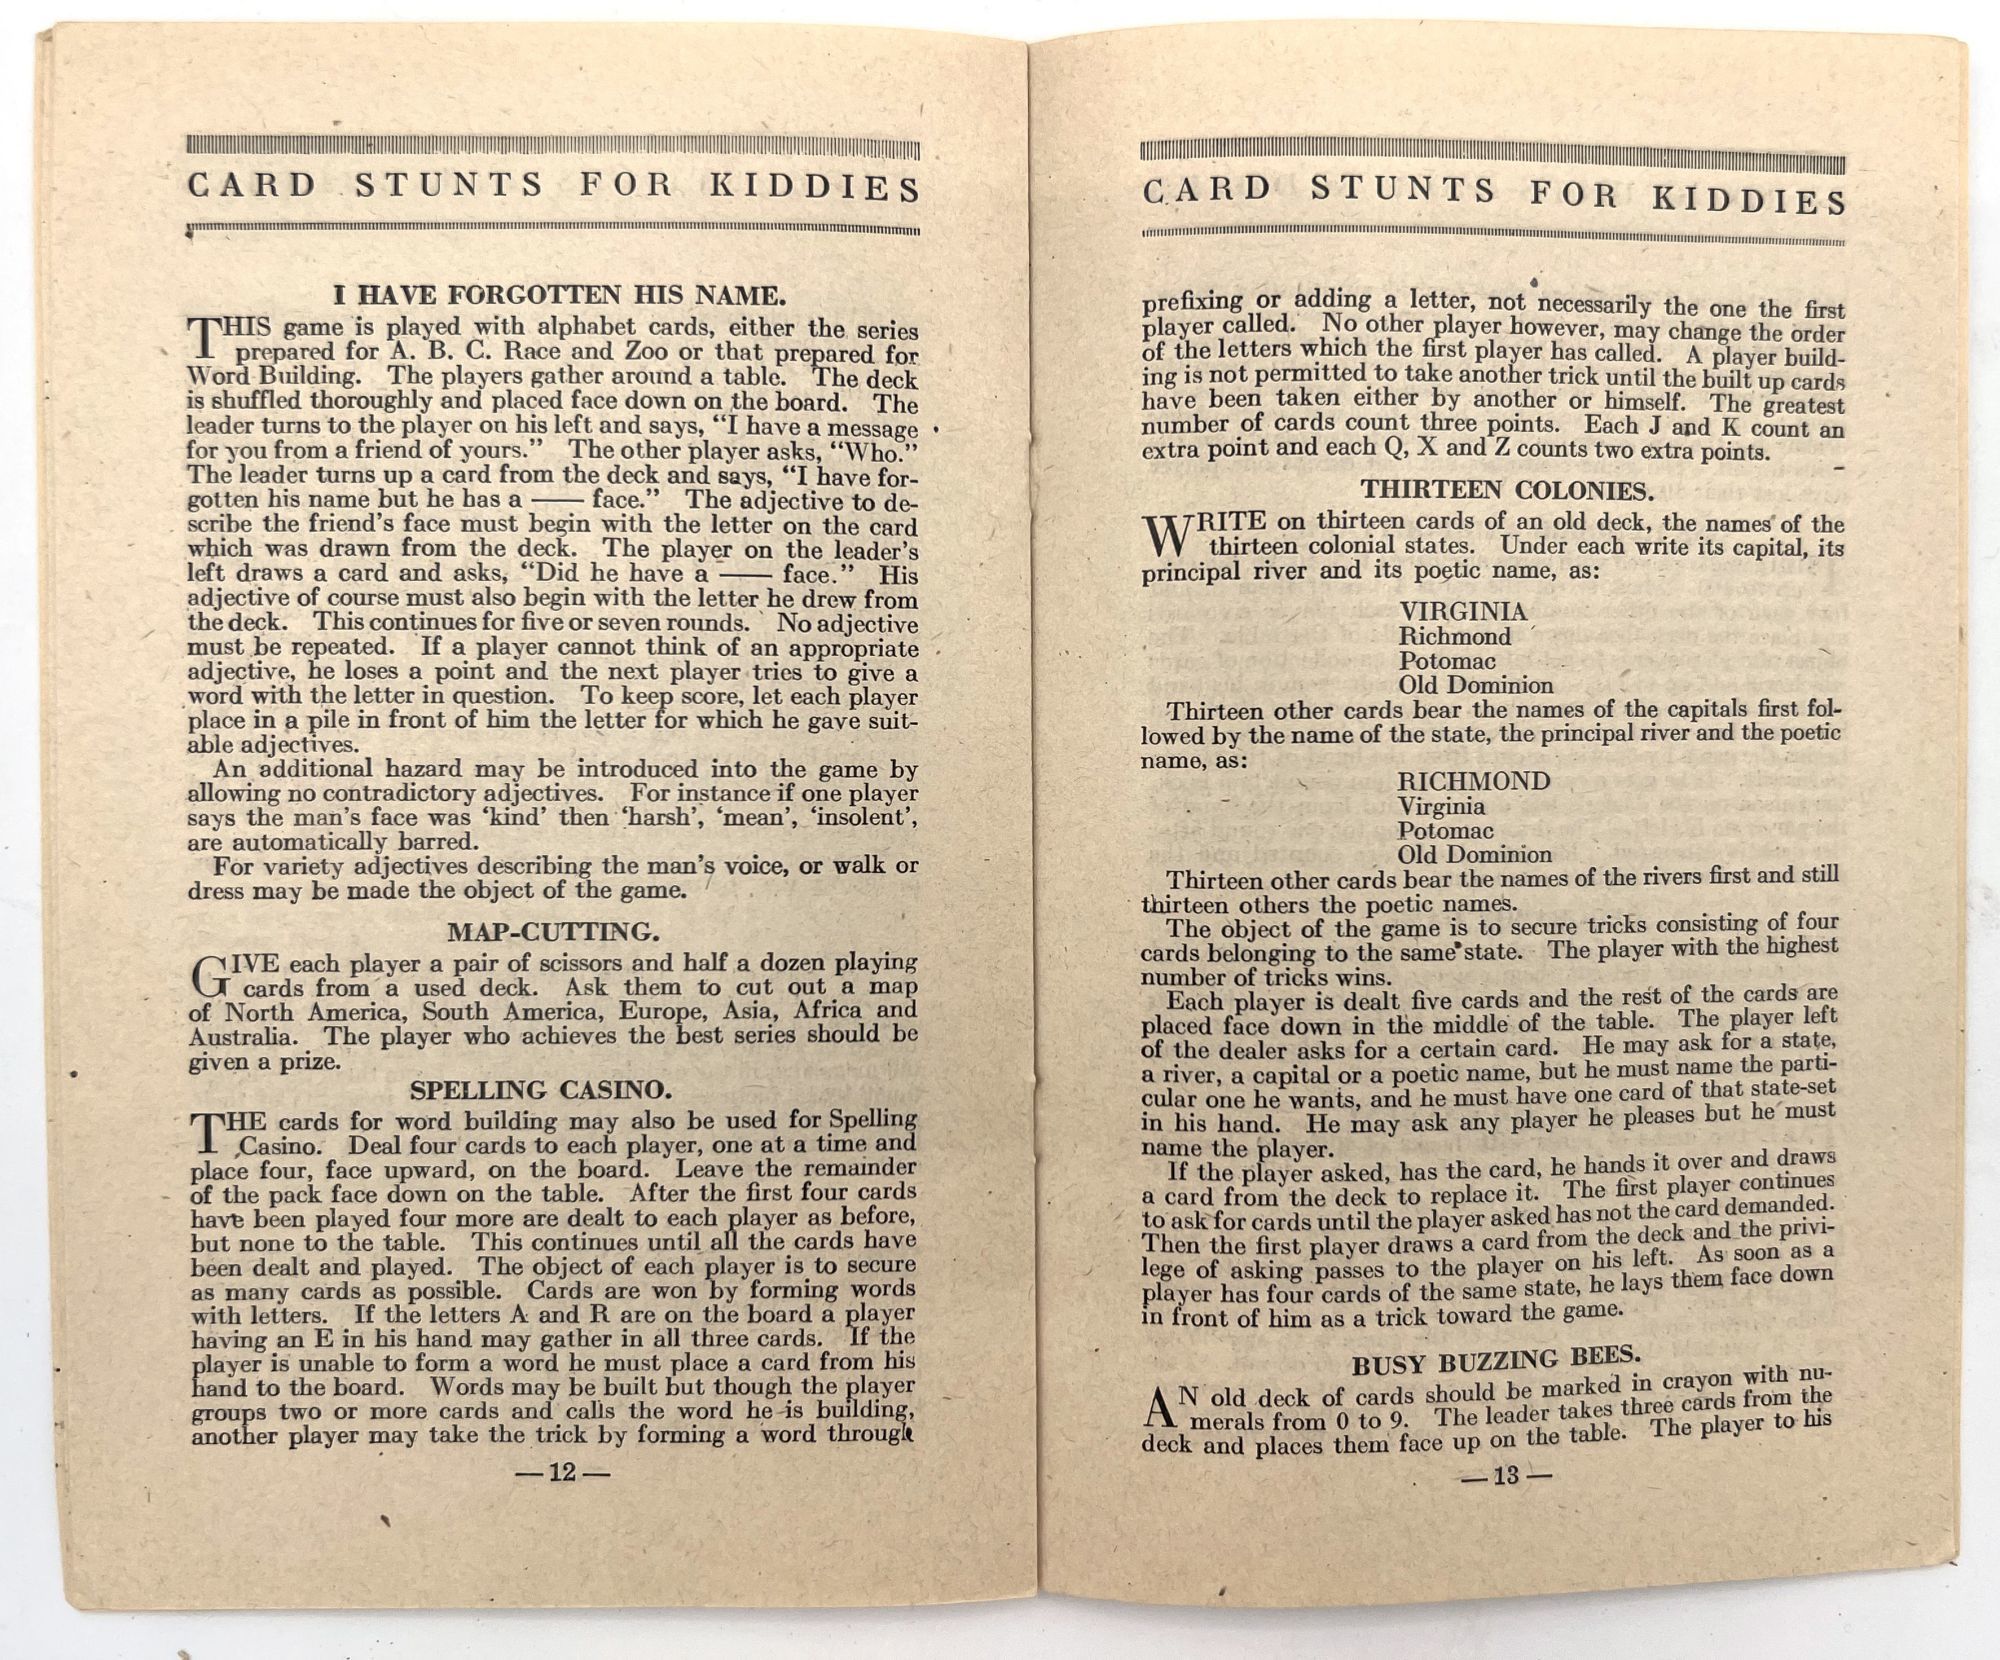 CARD STUNTS FOR KIDDIES
I HAVE FORGOTTEN HIS NAME.
THIS game is played with alphabet cards, either the series
prepared for A. B. C. Race and Zoo or that prepared for
Word Building. The players gather around a table. The deck
is shuffled thoroughly and placed face down on the board. The
leader turns to the player on his left and says, "I have a message
for you from a friend of yours." The other player asks, "Who."
The leader turns up a card from the deck and says, "I have for-
gotten his name but he has a —— face." The adjective to de-
scribe the friend's face must begin with the letter on the card
which was drawn from the deck. The player on the leader's
left draws a card and asks, "Did he have a —— face." His
adjective of course must also begin with the letter he drew from
the deck. This continues for five or seven rounds. No adjective
must be repeated. If a player cannot think of an appropriate
adjective, he loses a point and the next player tries to give a
word with the letter in question. To keep score, let each player
place in a pile in front of him the letter for which he gave suit-
able adjectives.
An additional hazard may be introduced into the game by
allowing no contradictory adjectives. For instance if one player
says the man's face was 'kind' then 'harsh', 'mean', 'insolent',
are automatically barred.
For variety adjectives describing the man's voice, or walk or
dress may be made the object of the game.
MAP-CUTTING.
GIVE each player a pair of scissors and half a dozen playing
cards from a used deck. Ask them to cut out a map
of North America, South America, Europe, Asia, Africa and
Australia. The player who achieves the best series should be
given a prize.
SPELLING CASINO.
THE cards for word building may also be used for Spelling
Casino. Deal four cards to each player, one at a time and
place four, face upward, on the board. Leave the remainder
of the pack face down on the table. After the first four cards
have been played four more are dealt to each player as before,
but none to the table. This continues until all the cards have
been dealt and played. The object of each player is to secure
as many cards as possible. Cards are won by forming words
with letters. If the letters A and R are on the board a player
having an E in his hand may gather in all three cards. If the
player is unable to form a word he must place a card from his
hand to the board. Words may be built but though the player
groups two or more cards and calls the word he is building,
another player may take the trick by forming a word through
—12—
CARD STUNTS FOR KIDDIES
prefixing or adding a letter, not necessarily the one the first
player called. No other player however, may change the order
of the letters which the first player has called. A player build-
ing is not permitted to take another trick until the built up cards
have been taken either by another or himself. The greatest
number of cards count three points. Each J and K count an
extra point and each Q, X and Z counts two extra points.
THIRTEEN COLONIES.
WRITE on thirteen cards of an old deck, the names of the
thirteen colonial states. Under each write its capital, its
principal river and its poetic name, as:
VIRGINIA
Richmond
Potomac
Old Dominion
Thirteen other cards bear the names of the capitals first fol-
lowed by the name of the state, the principal river and the poetic
name, as:
RICHMOND
Virginia
Potomac
Old Dominion
Thirteen other cards bear the names of the rivers first and still
thirteen others the poetic names.
The object of the game is to secure tricks consisting of four
cards belonging to the same state. The player with the highest
number of tricks wins.
Each player is dealt five cards and the rest of the cards are
placed face down in the middle of the table. The player left
of the dealer asks for a certain card. He may ask for a state,
a river, a capital or a poetic name, but he must name the parti-
cular one he wants, and he must have one card of that state-set
in his hand. He may ask any player he pleases but he must
name the player.
If the player asked, has the card, he hands it over and draws
a card from the deck to replace it. The first player continues
to ask for cards until the player asked has not the card demanded.
Then the first player draws a card from the deck and the privi-
lege of asking passes to the player on his left. As soon as a
player has four cards of the same state, he lays them face down
in front of him as a trick toward the game.
BUSY BUZZING BEES.
AN old deck of cards should be marked in crayon with nu-
merals from 0 to 9. The leader takes three cards from the
deck and places them face up on the table. The player to his
—13—